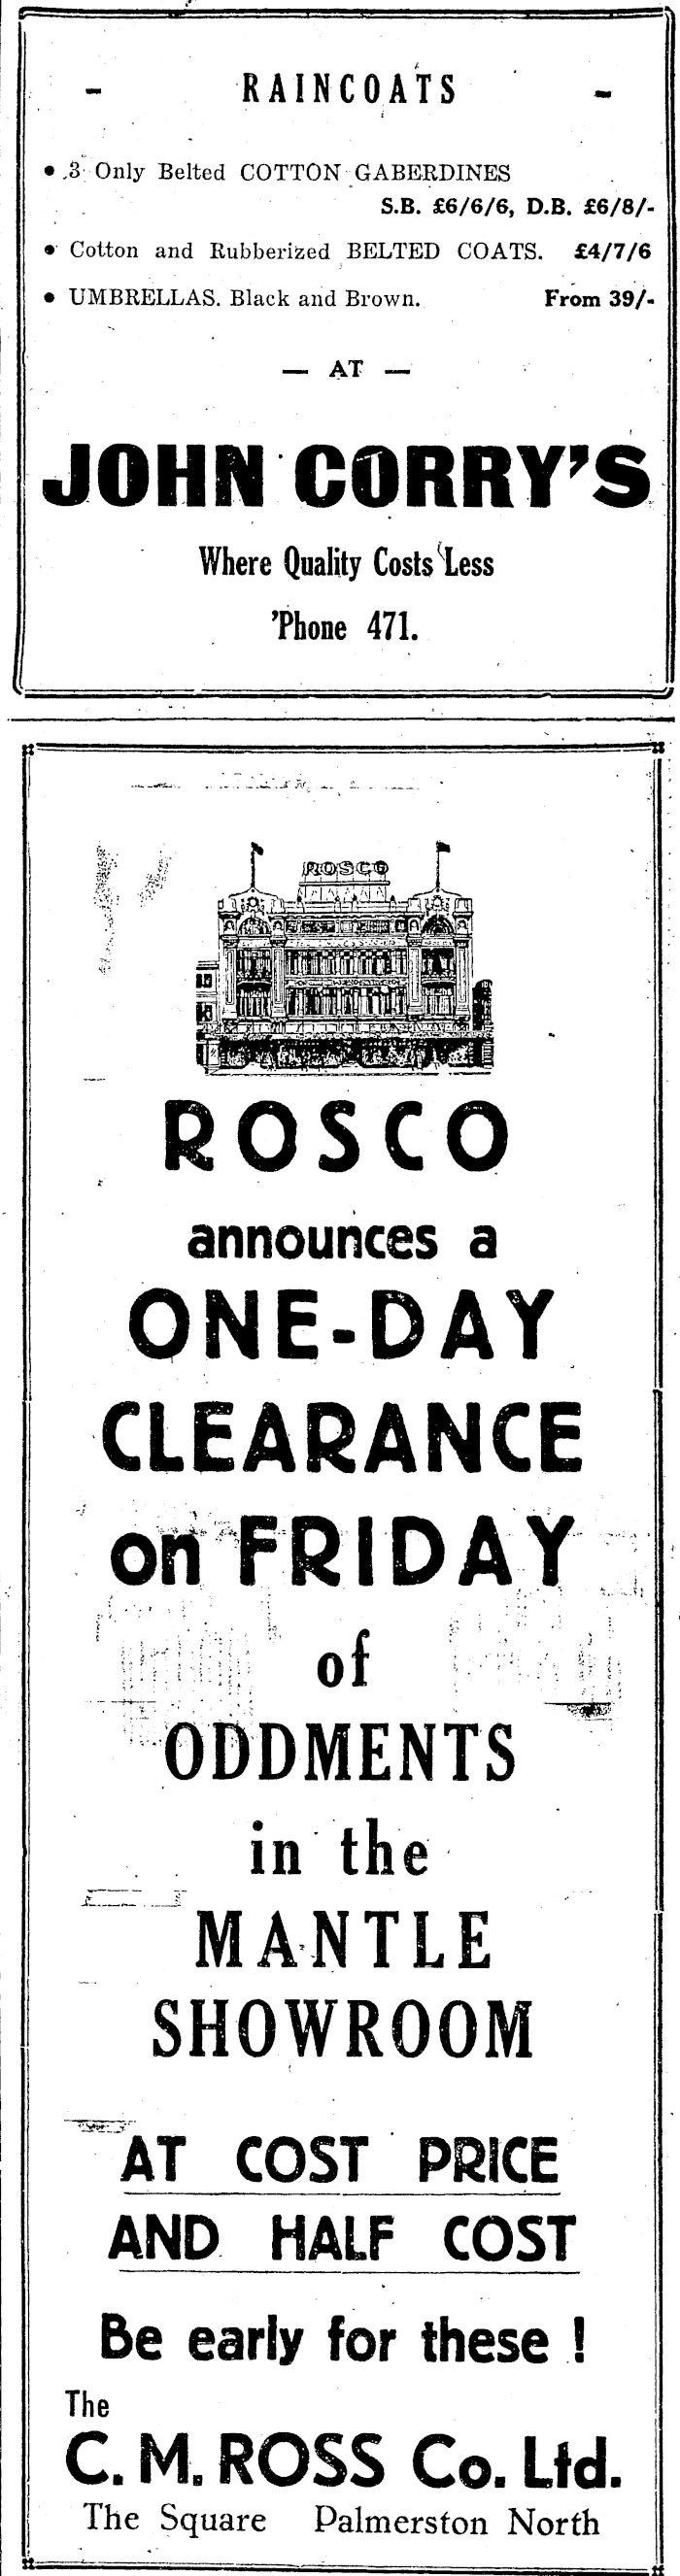 - RAINCOATS -
• 3 Only Belted COTTON GABERDINES
S.B. £6/6/6, D.B. £6/8/-
• Cotton and Rubberized BELTED COATS. £4/7/6
• UMBRELLAS. Black and Brown. From 39/-
— AT —
JOHN CORRY'S
Where Quality Costs Less
'Phone 471.
ROSCO
ROSCO
announces a
ONE-DAY
CLEARANCE
on FRIDAY
of
ODDMENTS
in the
MANTLE
SHOWROOM
AT COST PRICE
AND HALF COST
Be early for these !
The
C. M. ROSS Co. Ltd.
The Square Palmerston North